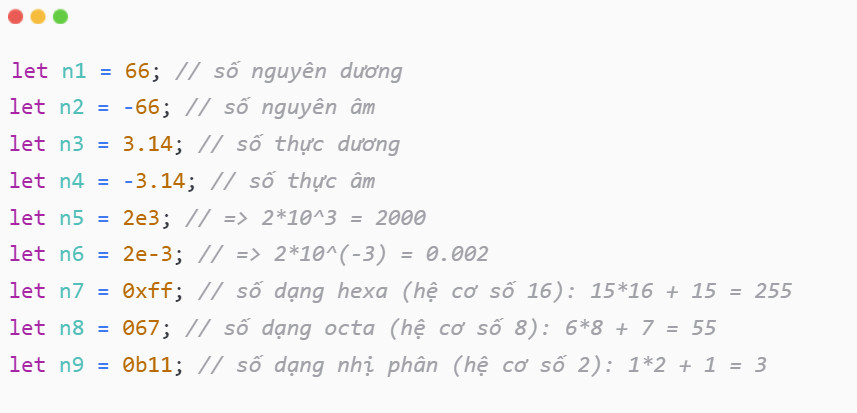 let n1 = 66; // số nguyên dương
let n2 = -66; // số nguyên âm
let n3 = 3.14; // số thực dương
let n4 = -3.14; // số thực âm
let n5 = 2e3; // => 2*10^3 = 2000
let n6 = 2e-3; // => 2*10^(-3) = 0.002
let n7 = 0xff; // số dạng hexa (hệ cơ số 16): 15*16 + 15 = 255
let n8 = 067; // số dạng octa (hệ cơ số 8): 6*8 + 7 = 55
let n9 = 0b11; // số dạng nhị phân (hệ cơ số 2): 1*2 + 1 = 3